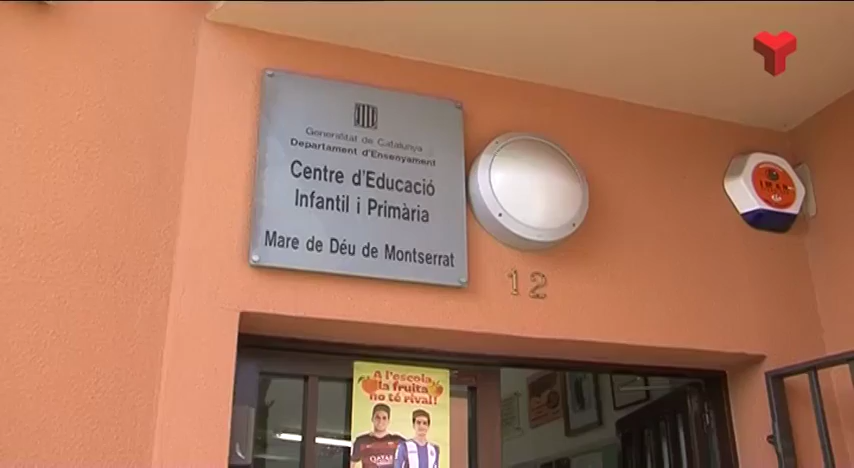 Generalitat de Catalunya
Departament d'Ensenyament
Centre d'Educació
Infantil i Primària
Mare de Déu de Montserrat
12
A l'escola
la fruita
no té rival!
QATAR